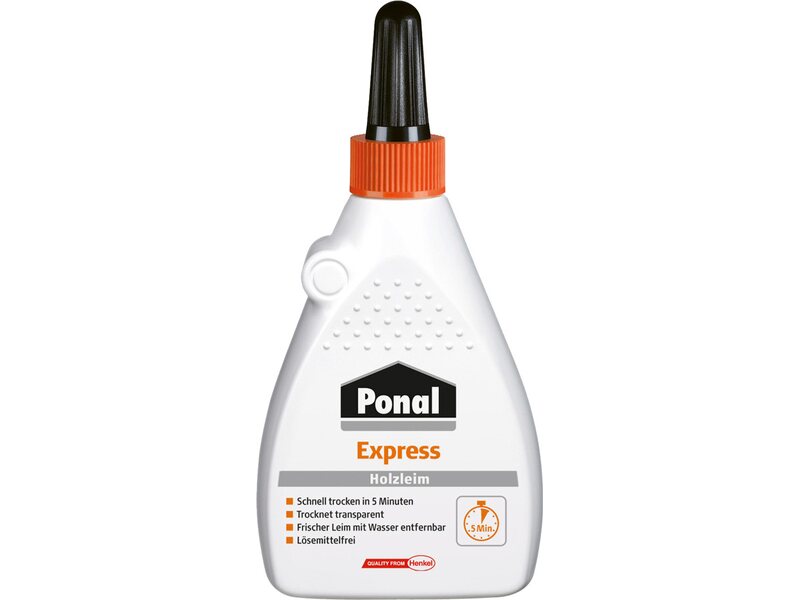 Ponal
Express
Holzleim
Schnell trocken in 5 Minuten
Trocknet transparent
Frischer Leim mit Wasser entfernbar
Lösemittelfrei
5 Min.
QUALITY FROM Henkel